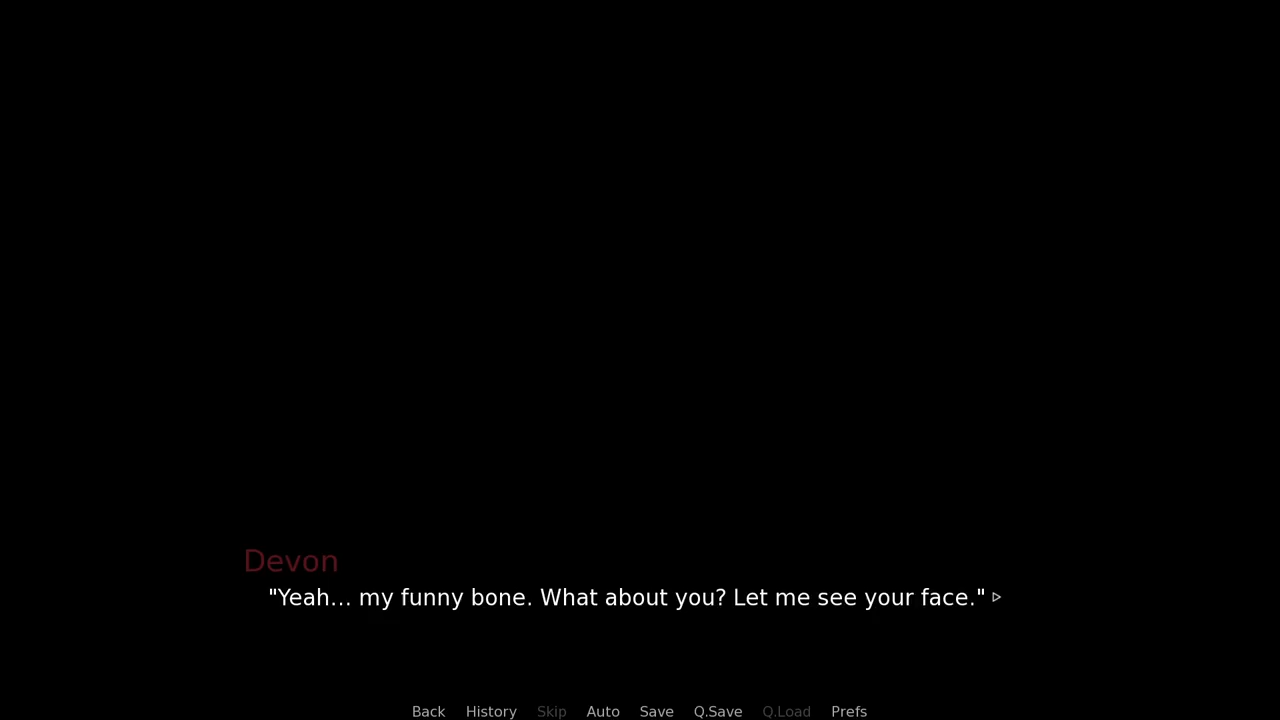 Devon
"Yeah... my funny bone. What about you? Let me see your face."
Back History Skip Auto Save Q.Save Q.Load Prefs